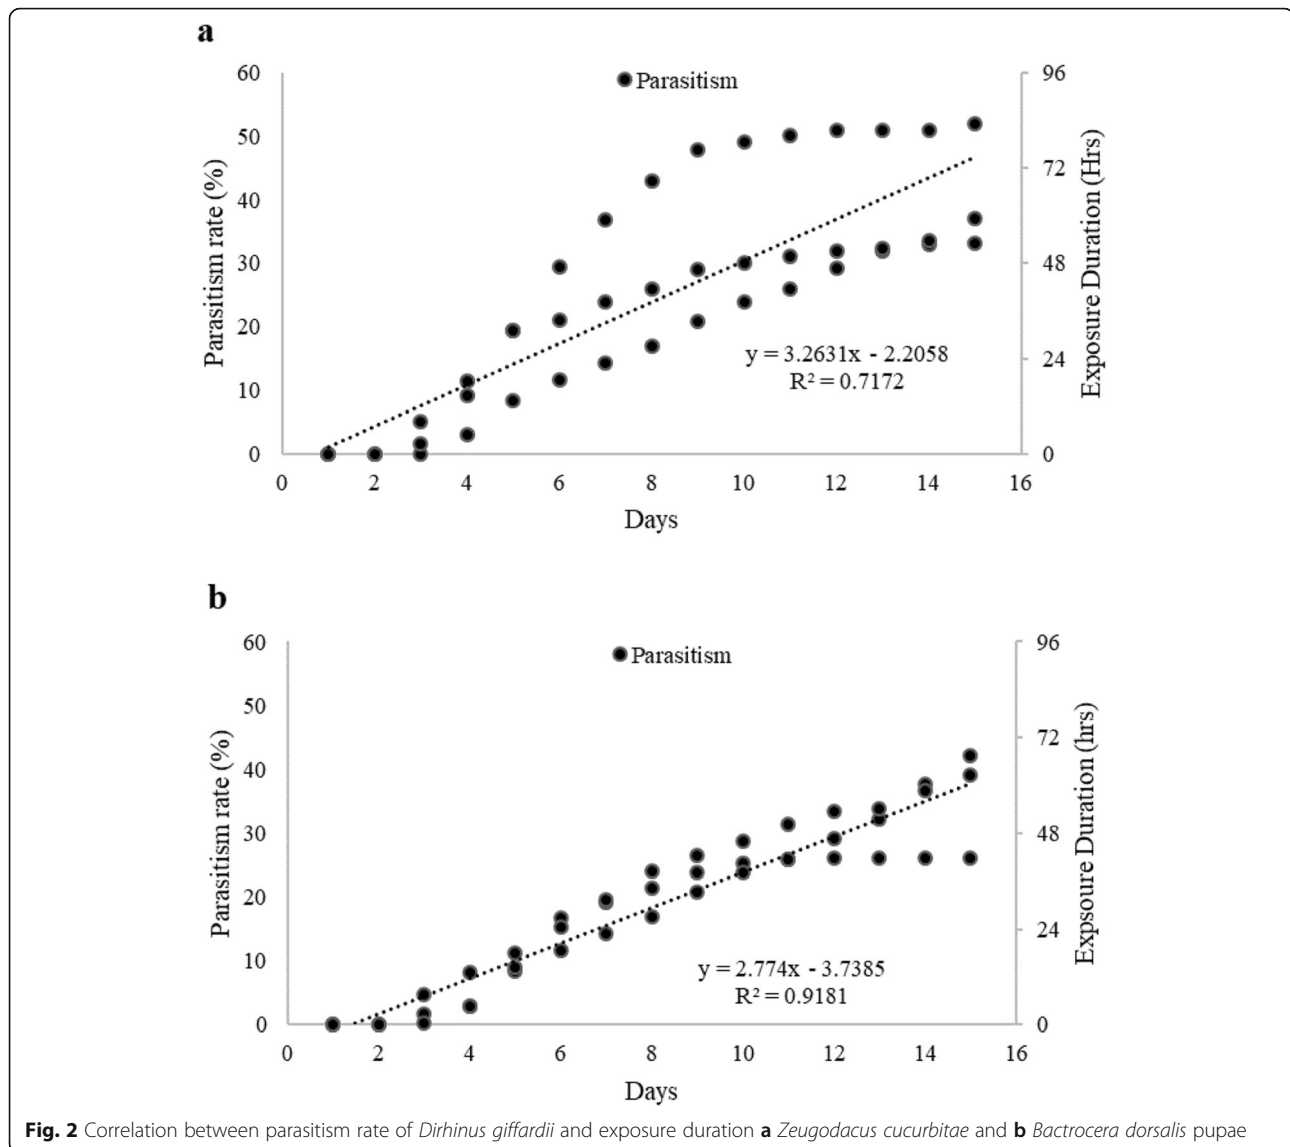 a
60
50
40
30
20
10
0
Parasitism rate (%)
Parasitism
96
72
48
24
0
Exposure Duration (Hrs)
y = 3.2631x - 2.2058
R² = 0.7172
0 2 4 6 8 10 12 14 16
Days
b
60
50
40
30
20
10
0
Parasitism rate (%)
Parasitism
96
72
48
24
0
Expsoure Duration (hrs)
y = 2.774x - 3.7385
R² = 0.9181
0 2 4 6 8 10 12 14 16
Days
Fig. 2 Correlation between parasitism rate of Dirhinus giffardii and exposure duration a Zeugodacus cucurbitae and b Bactrocera dorsalis pupae